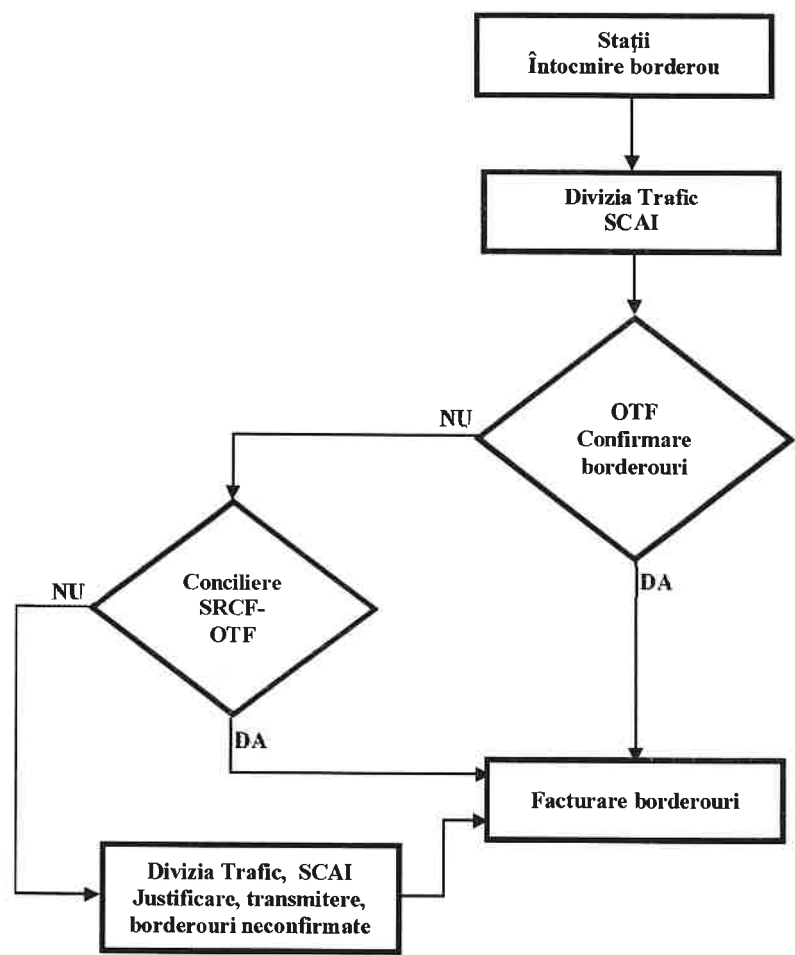 Staţii
Întocmire borderou
Divizia Trafic
SCAI
OTF
Confirmare
borderouri
NU
DA
Conciliere
SRCF-
OTF
NU
DA
Facturare borderouri
Divizia Trafic, SCAI
Justificare, transmitere,
borderouri neconfirmate